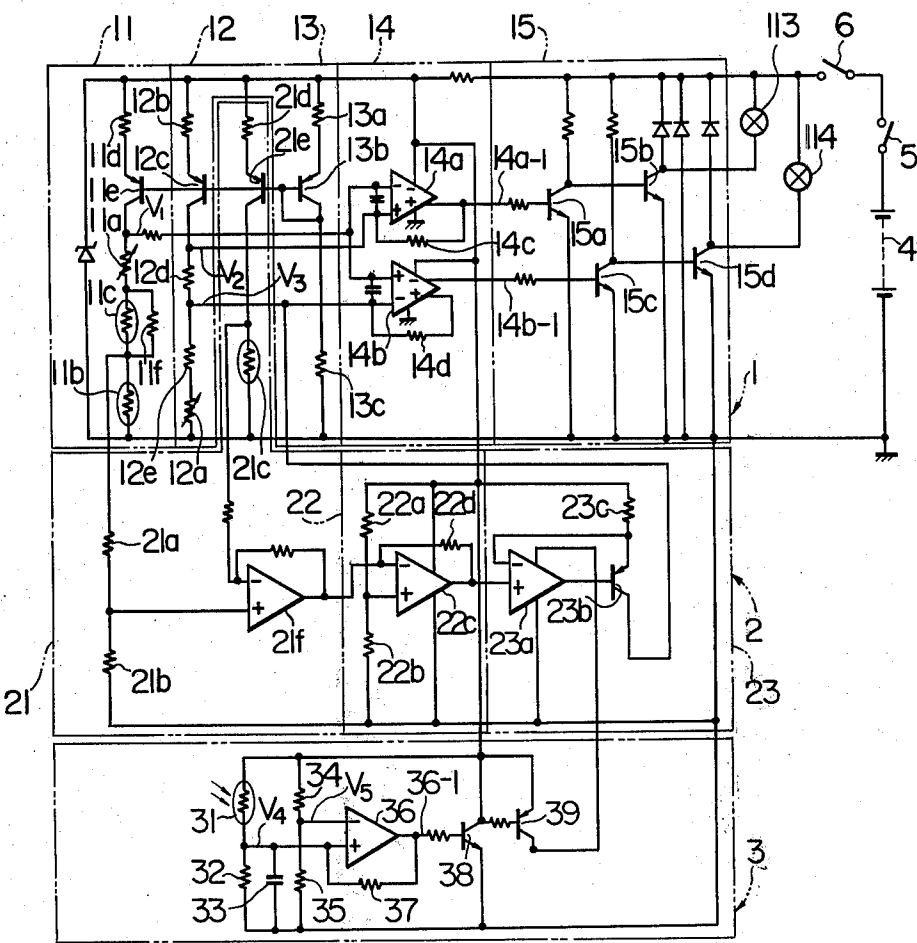 11 12 13 14 15 113 6
12b 21d 13a 114
11d 12c 21e 13b 14a 14a-1 15b 5
11e
11a V1 15a 4
12d V2 V3 14c 15c 15d
11c 14b 14b-1
11b 11f 14d
13c 1
12e 12a 21c
22 22a 22d 23c
21a
21f 22c 23a 23b 2
21b 22b
21 23
34 V5 36-1
31 V4 36 39
32 38 3
33 35 37
- + - + - + - + - + - +